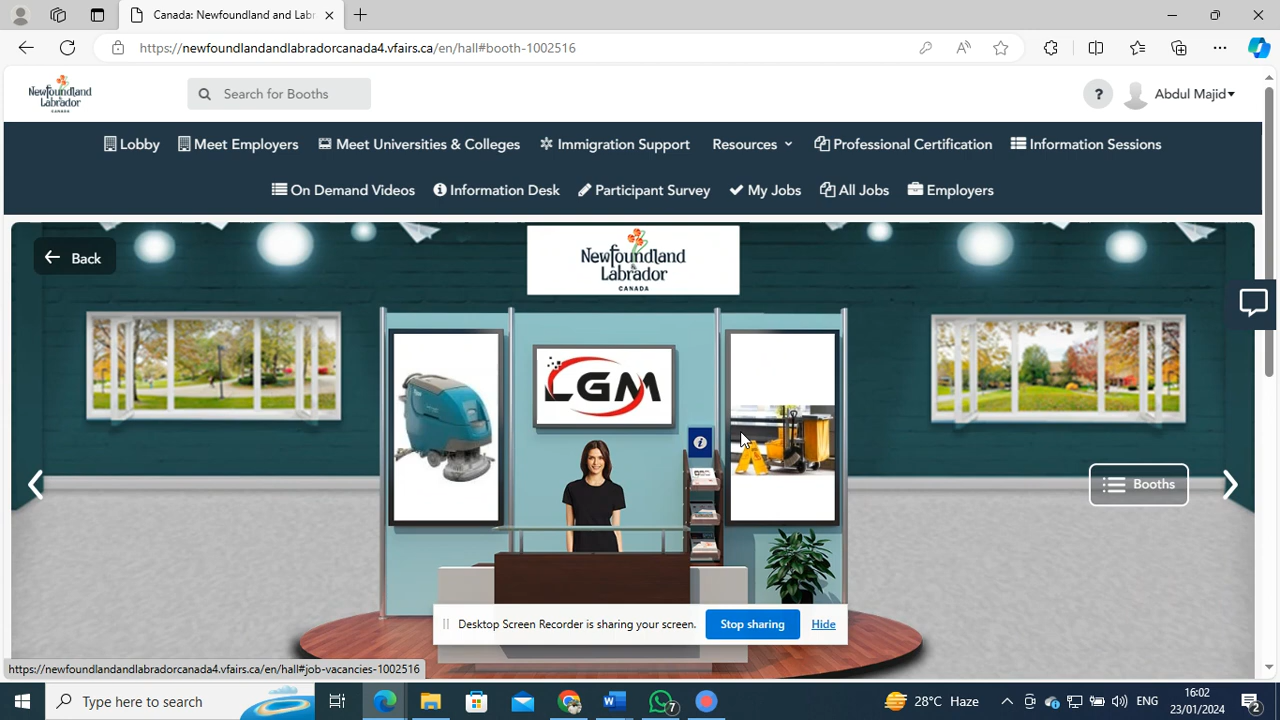 Canada: Newfoundland and Lab
https://newfoundlandandlabradorcanada4.vfairs.ca/en/hall#booth-1002516
Newfoundland
Labrador
CANADA
Search for Booths
?
Abdul Majid
Lobby
Meet Employers
Meet Universities & Colleges
Immigration Support
Resources
Professional Certification
Information Sessions
On Demand Videos
Information Desk
Participant Survey
My Jobs
All Jobs
Employers
Back
Newfoundland
Labrador
CANADA
LGM
Booths
Desktop Screen Recorder is sharing your screen.
Stop sharing
Hide
https://newfoundlandandlabradorcanada4.vfairs.ca/en/hall#job-vacancies-1002516
Type here to search
7
28°C Haze
ENG
16:02
23/01/2024
2